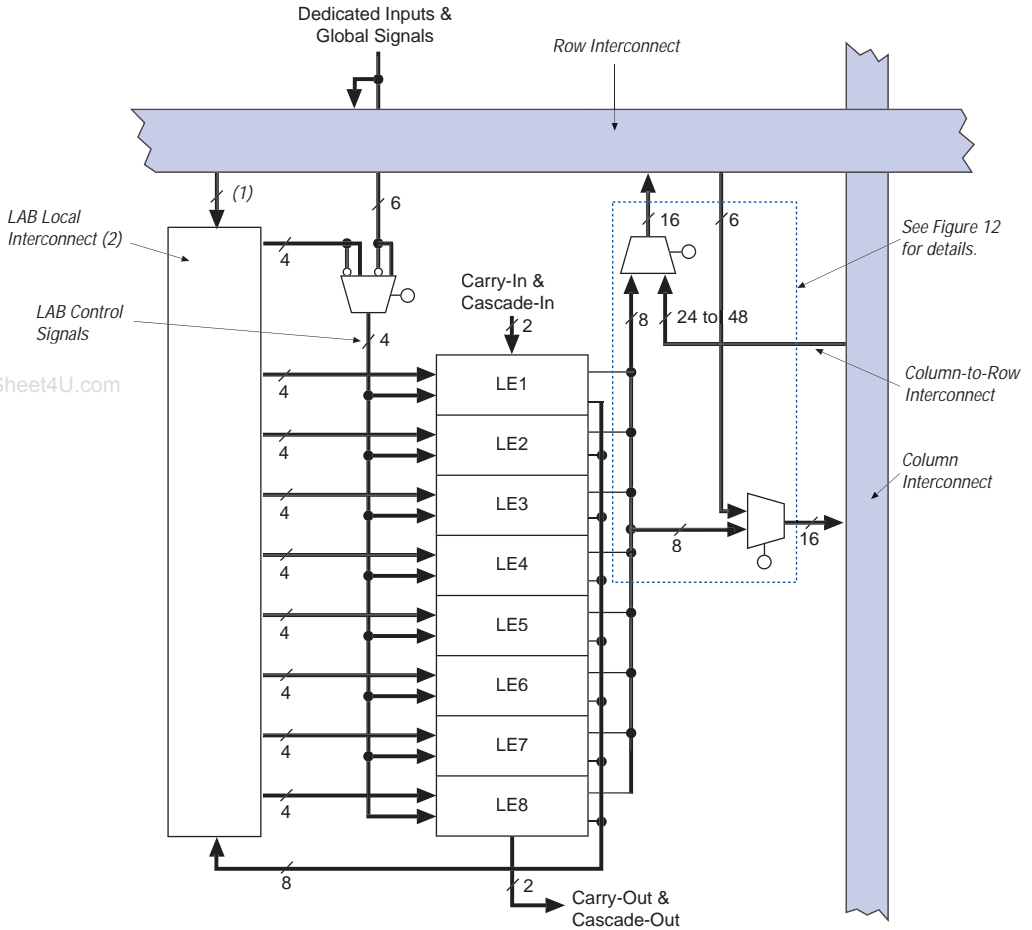 Dedicated Inputs &
Global Signals
Row Interconnect
(1)
6
16
6
LAB Local
Interconnect (2)
4
See Figure 12
for details.
Carry-In &
Cascade-In
2
8
24 to 48
LAB Control
Signals
4
Sheet4U.com
4
LE1
Column-to-Row
Interconnect
4
LE2
Column
Interconnect
4
LE3
8
16
4
LE4
4
LE5
4
LE6
4
LE7
4
LE8
8
2
Carry-Out &
Cascade-Out